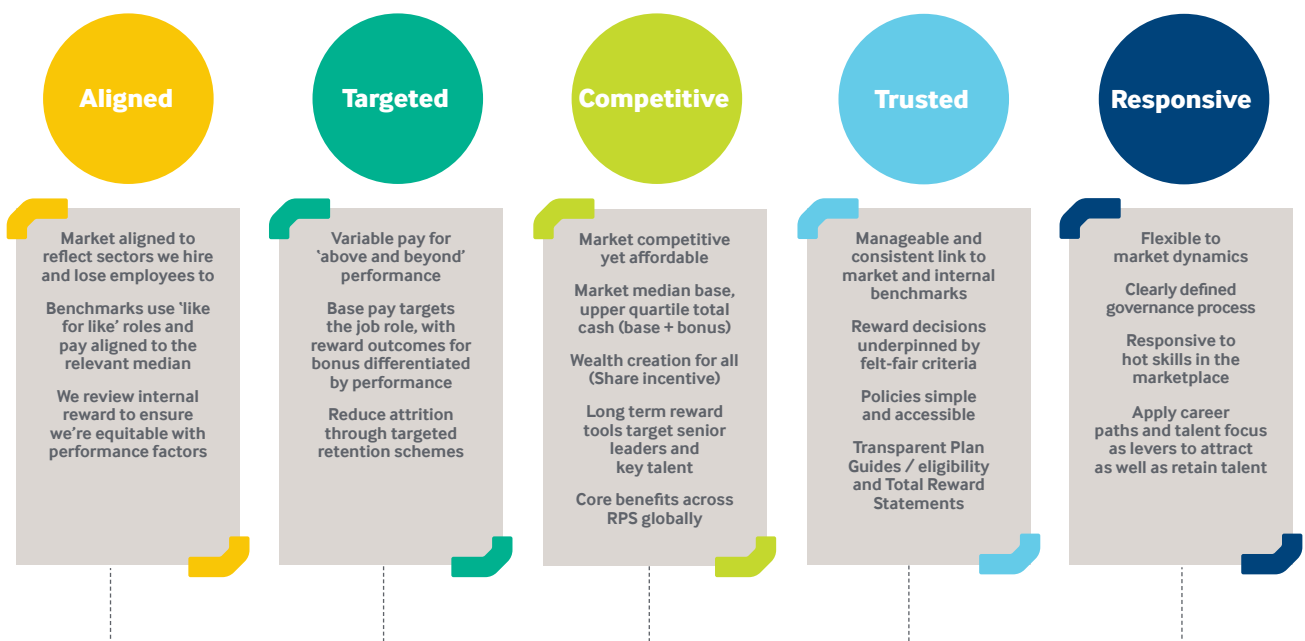 Aligned
Market aligned to
reflect sectors we hire
and lose employees to
Benchmarks use ‘like
for like’ roles and
pay aligned to the
relevant median
We review internal
reward to ensure
we’re equitable with
performance factors
Targeted
Variable pay for
‘above and beyond’
performance
Base pay targets
the job role, with
reward outcomes for
bonus differentiated
by performance
Reduce attrition
through targeted
retention schemes
Competitive
Market competitive
yet affordable
Market median base,
upper quartile total
cash (base + bonus)
Wealth creation for all
(Share incentive)
Long term reward
tools target senior
leaders and
key talent
Core benefits across
RPS globally
Trusted
Manageable and
consistent link to
market and internal
benchmarks
Reward decisions
underpinned by
felt-fair criteria
Policies simple
and accessible
Transparent Plan
Guides / eligibility
and Total Reward
Statements
Responsive
Flexible to
market dynamics
Clearly defined
governance process
Responsive to
hot skills in the
marketplace
Apply career
paths and talent focus
as levers to attract
as well as retain talent